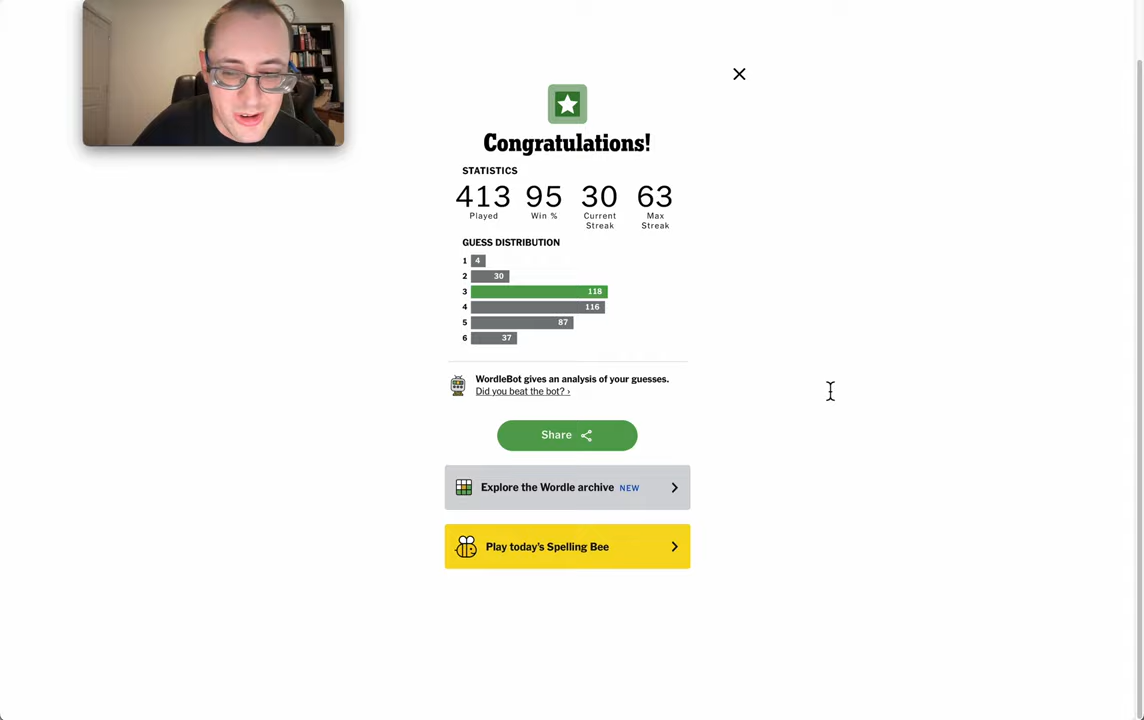 Congratulations!
STATISTICS
413 95 30 63
Played Win % Current Streak Max Streak
GUESS DISTRIBUTION
1 4
2 30
3 118
4 116
5 87
6 37
WordleBot gives an analysis of your guesses.
Did you beat the bot? ›
Share
Explore the Wordle archive NEW
Play today's Spelling Bee